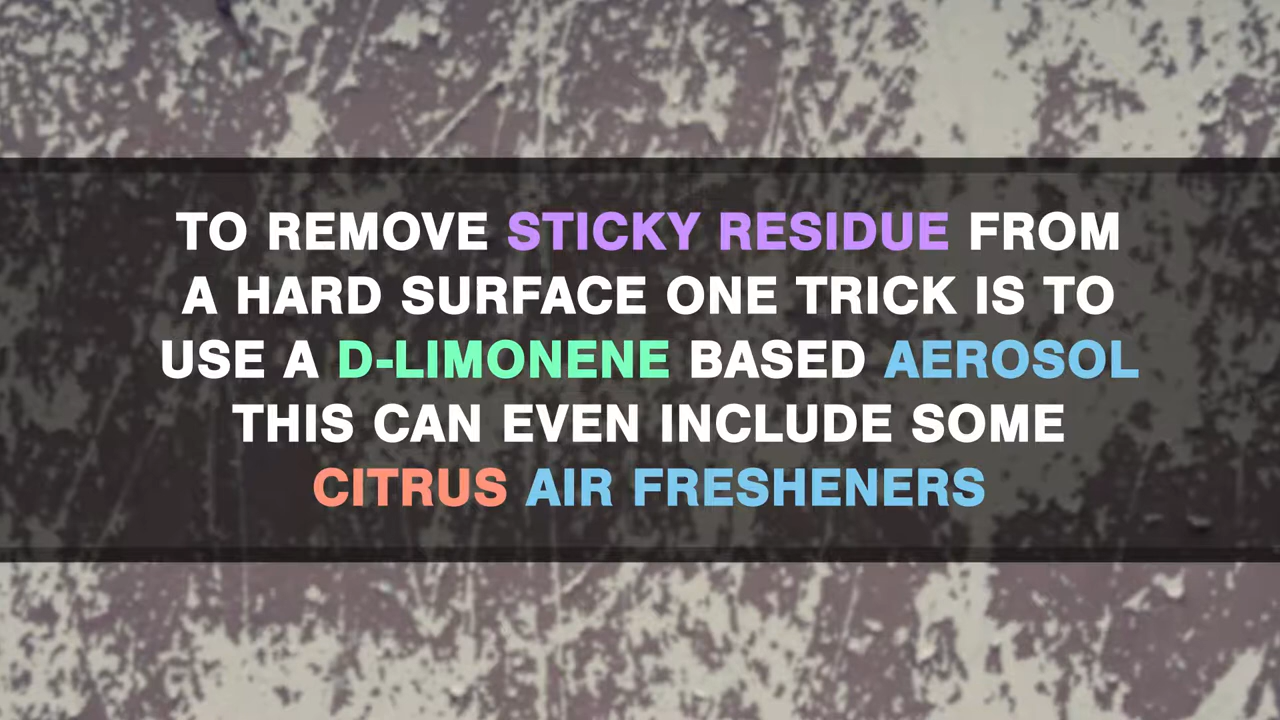 TO REMOVE STICKY RESIDUE FROM
A HARD SURFACE ONE TRICK IS TO
USE A D-LIMONENE BASED AEROSOL
THIS CAN EVEN INCLUDE SOME
CITRUS AIR FRESHENERS